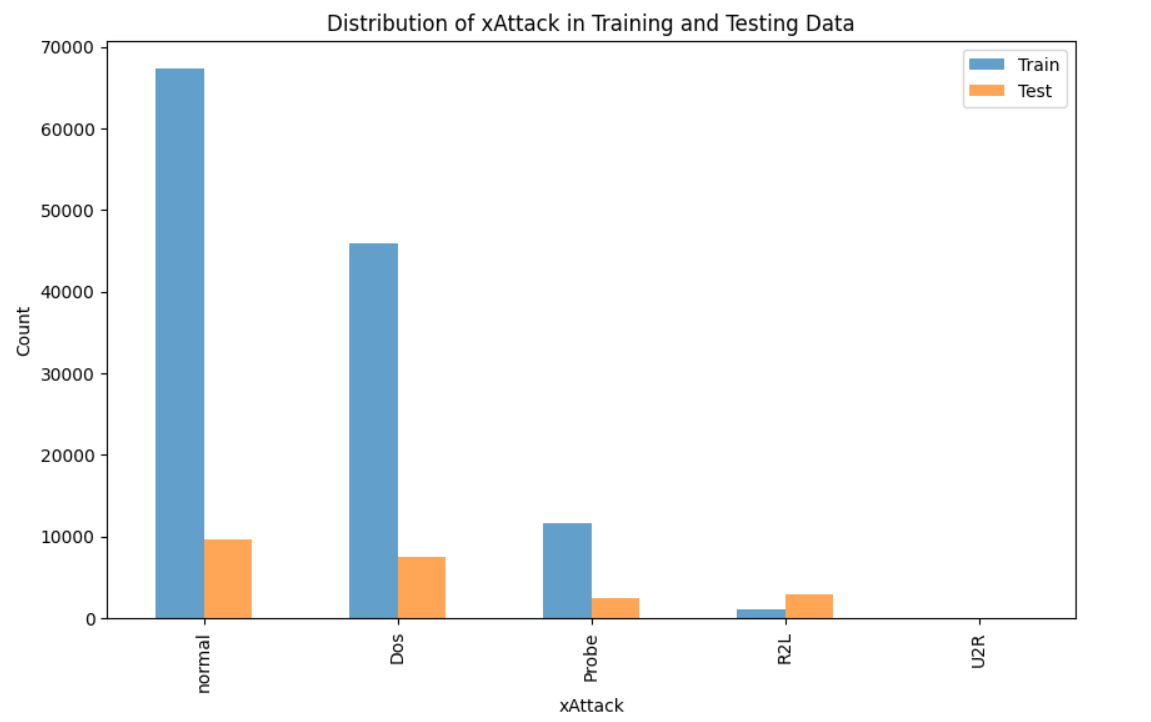 Distribution of xAttack in Training and Testing Data
70000
60000
50000
40000
30000
20000
10000
0
Count
Train
Test
normal
Dos
Probe
R2L
U2R
xAttack